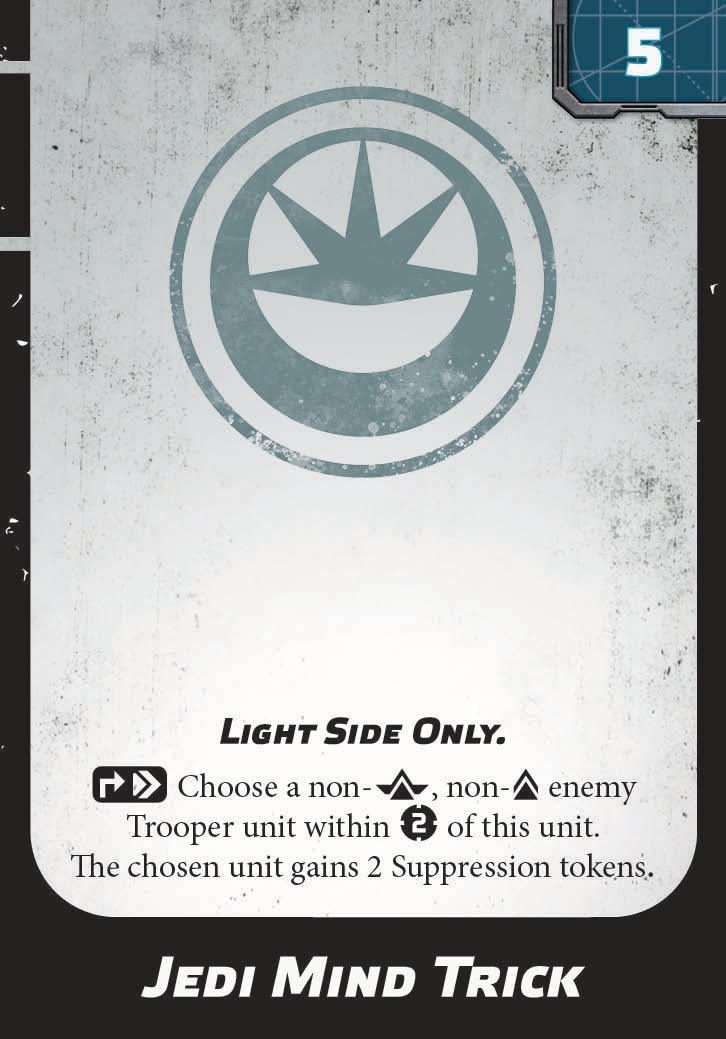 5
Light Side Only.
Choose a non- , non- enemy
Trooper unit within 2 of this unit.
The chosen unit gains 2 Suppression tokens.
Jedi Mind Trick